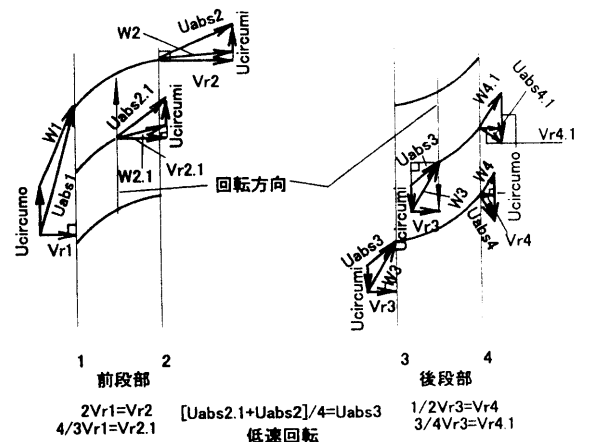 W2
Uabs2
Ucircumi
Vr2
W1
Uabs2.1
Ucircumi
Uabs1
W2.1
Vr2.1
Ucircumo
Vr1
回転方向
W4.1
Uabs4.1
Vr4.1
Uabs3
W4
Ucircumo
Ucircumi
W3
Vr3
Uabs4
Vr4
Uabs3
Ucircumi
W3
Vr3
1
2
前段部
3
4
後段部
2Vr1=Vr2
4/3Vr1=Vr2.1
[Uabs2.1+Uabs2]/4=Uabs3
低速回転
1/2Vr3=Vr4
3/4Vr3=Vr4.1